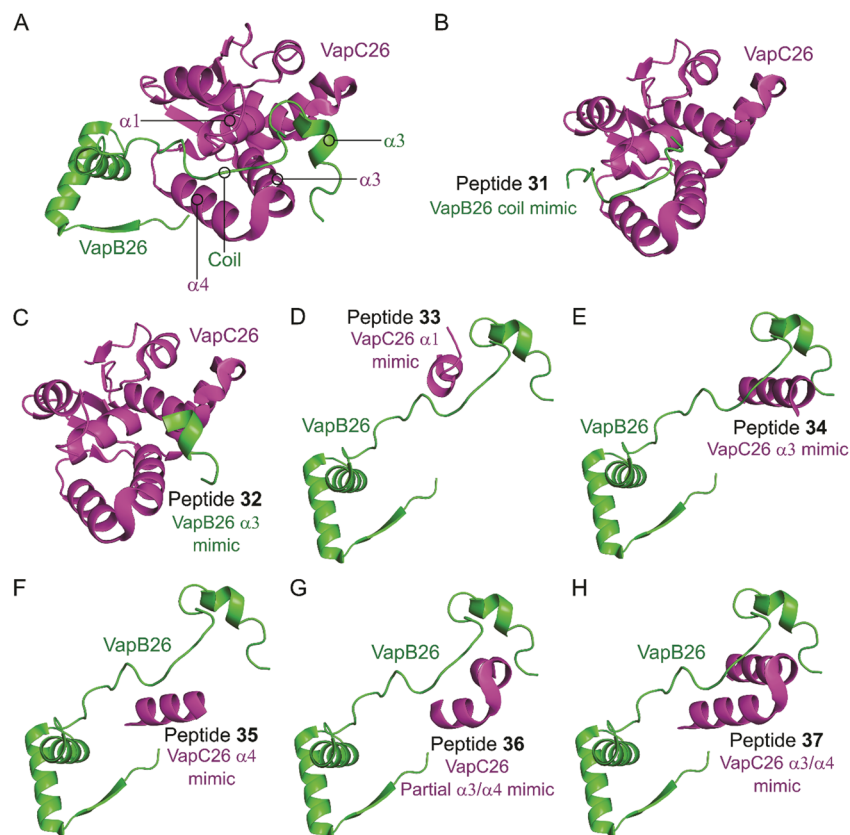 A
VapC26
α1
α3
α3
VapB26
Coil
α4
B
VapC26
Peptide 31
VapB26 coil mimic
C
VapC26
Peptide 32
VapB26 α3
mimic
D
Peptide 33
VapC26 α1
mimic
VapB26
E
VapB26
Peptide 34
VapC26 α3 mimic
F
VapB26
Peptide 35
VapC26 α4
mimic
G
VapB26
Peptide 36
VapC26
Partial α3/α4 mimic
H
VapB26
Peptide 37
VapC26 α3/α4
mimic